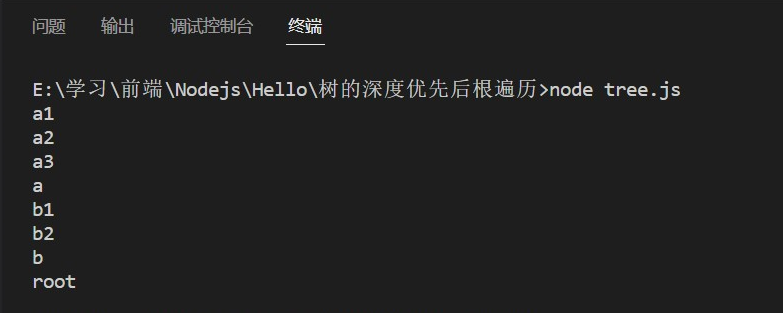 问题 输出 调试控制台 终端
E:\学习\前端\Nodejs\Hello\树的深度优先后根遍历>node tree.js
a1
a2
a3
a
b1
b2
b
root